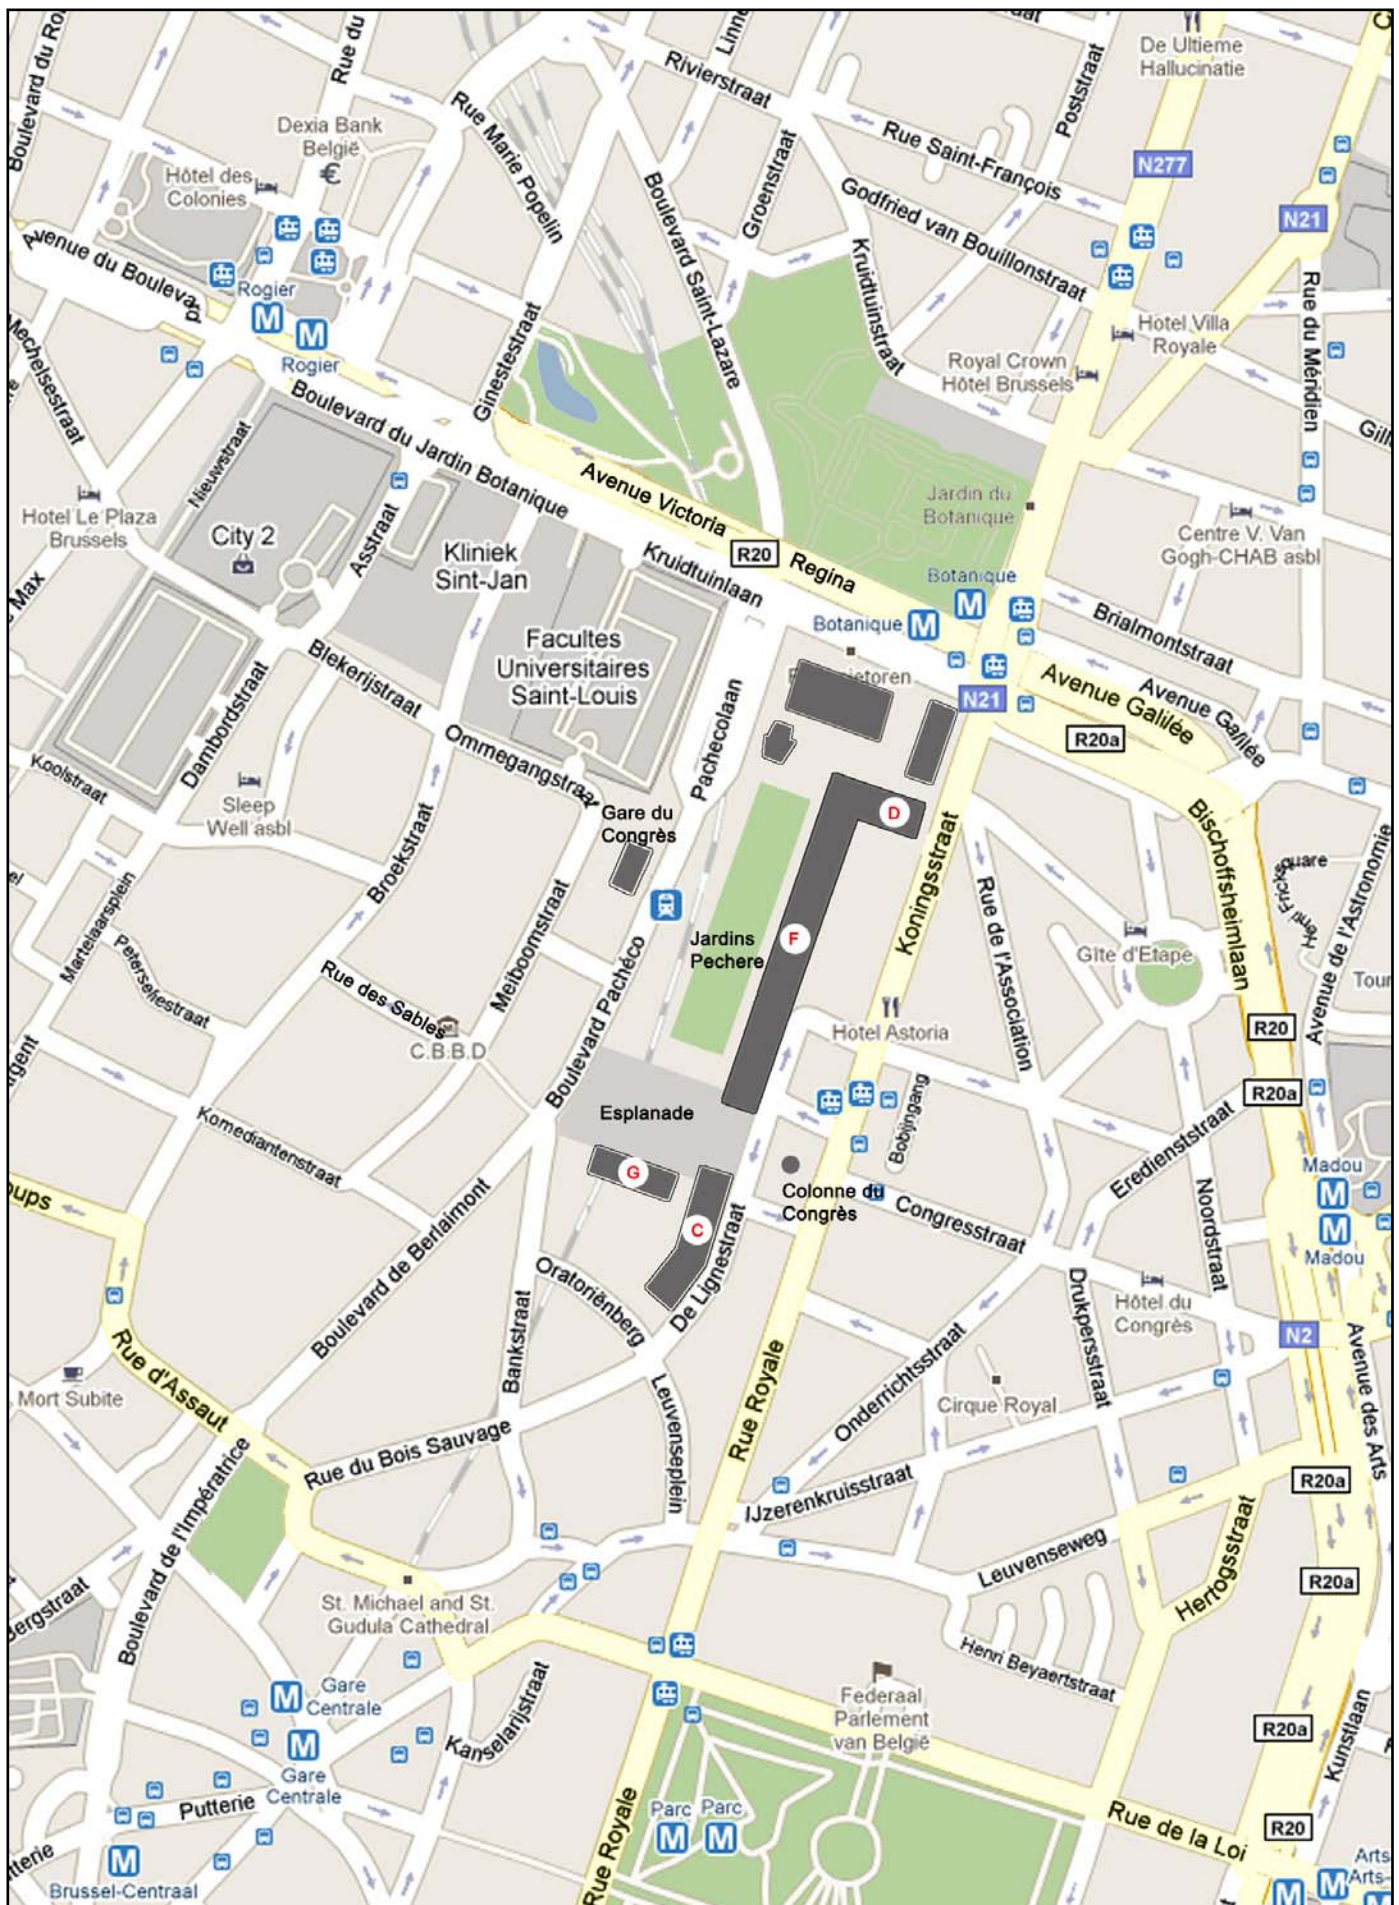 De Ultieme
Hallucinatie
Rivierstraat
Poststraat
Rue du
Boulevard du
Dexia Bank
België
€
Rue Marie Popelin
Rue Saint-François
N277
Hôtel des
Colonies
Groenstraat
Godfried van Bouillonstraat
N21
Boulevard Saint-Lazare
Kruidtuinstraat
Avenue du Boulevard
Rogier
M
M
Rogier
Rue du Méridien
Hotel Villa
Royale
Royal Crown
Hôtel Brussels
Mechelsestraat
Ginestestraat
Boulevard du Jardin Botanique
Nieuwstraat
Avenue Victoria
Regina
R20
Jardin du
Botanique
Hotel Le Plaza
Brussels
City 2
Asstraat
Kliniek
Sint-Jan
Kruidtuinlaan
Centre V. Van
Gogh-CHAB asbl
Max
Botanique
M
Botanique
M
Brialmontstraat
Facultes
Universitaires
Saint-Louis
Blekerijstraat
Dambordstraat
Pachecolaan
N21
Avenue Galilée
Avenue Galilée
R20a
Ommegangstraat
Koolstraat
Sleep
Well asbl
Gare du
Congrès
D
Bischoffsheimlaan
Broekstraat
Koningsstraat
Henri Fricksquare
Avenue de l'Astronomie
Martelaarsplein
Petersenestraat
Meiboomstraat
Jardins
Pechere
F
Rue de l'Association
Gîte d'Etape
Rue des Sables
C.B.B.D
Boulevard Pachéco
Hotel Astoria
R20
R20a
Bobijngang
Esplanade
Komediantenstraat
G
C
Colonne du
Congrès
Eredienststraat
Congresstraat
Noordstraat
Madou
M
M
Madou
Boulevard de Berlaimont
Oratoriënberg
De Lignestraat
Bankstraat
Drukpersstraat
Hôtel du
Congrès
N2
Rue d'Assaut
Mort Subite
Leuvenseplein
Rue Royale
Onderrichtsstraat
Cirque Royal
Avenue des Arts
Rue du Bois Sauvage
Boulevard de l'Impératrice
IJzerenkruisstraat
R20a
Leuvenseweg
Hertogsstraat
R20a
St. Michael and St.
Gudula Cathedral
Henri Beyaertstraat
Gare
Centrale
M
M
Gare
Centrale
Kanselarijstraat
Federaal
Parlement
van België
R20a
Kunstlaan
Putterie
Rue Royale
Parc Parc
M M
Rue de la Loi
R20
M
Brussel-Centraal
Arts-
M M